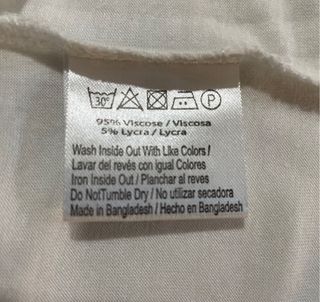 30° P
95% Viscose / Viscosa
5% Lycra / Lycra
Wash Inside Out With Like Colors /
Lavar del revés con igual Colores
Iron Inside Out / Planchar al reves
Do NotTumble Dry / No utilizar secadora
Made in Bangladesh / Hecho en Bangladesh